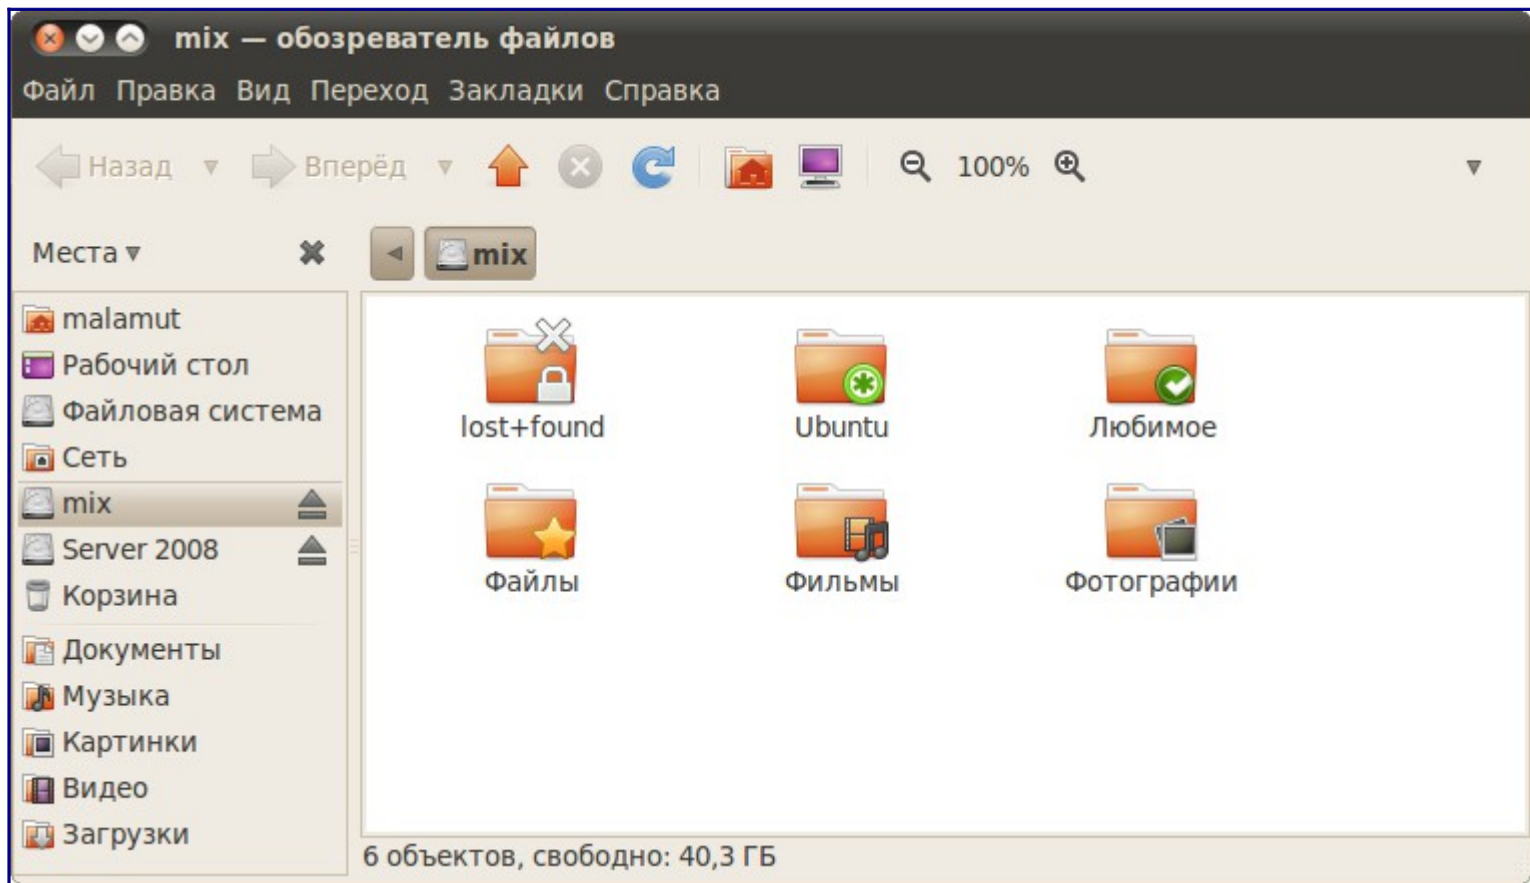 mix — обозреватель файлов
Файл Правка Вид Переход Закладки Справка
Назад Вперёд 100%
Места
mix
malamut
Рабочий стол
Файловая система
Сеть
mix
Server 2008
Корзина
Документы
Музыка
Картинки
Видео
Загрузки
lost+found Ubuntu Любимое
Файлы Фильмы Фотографии
6 объектов, свободно: 40,3 ГБ